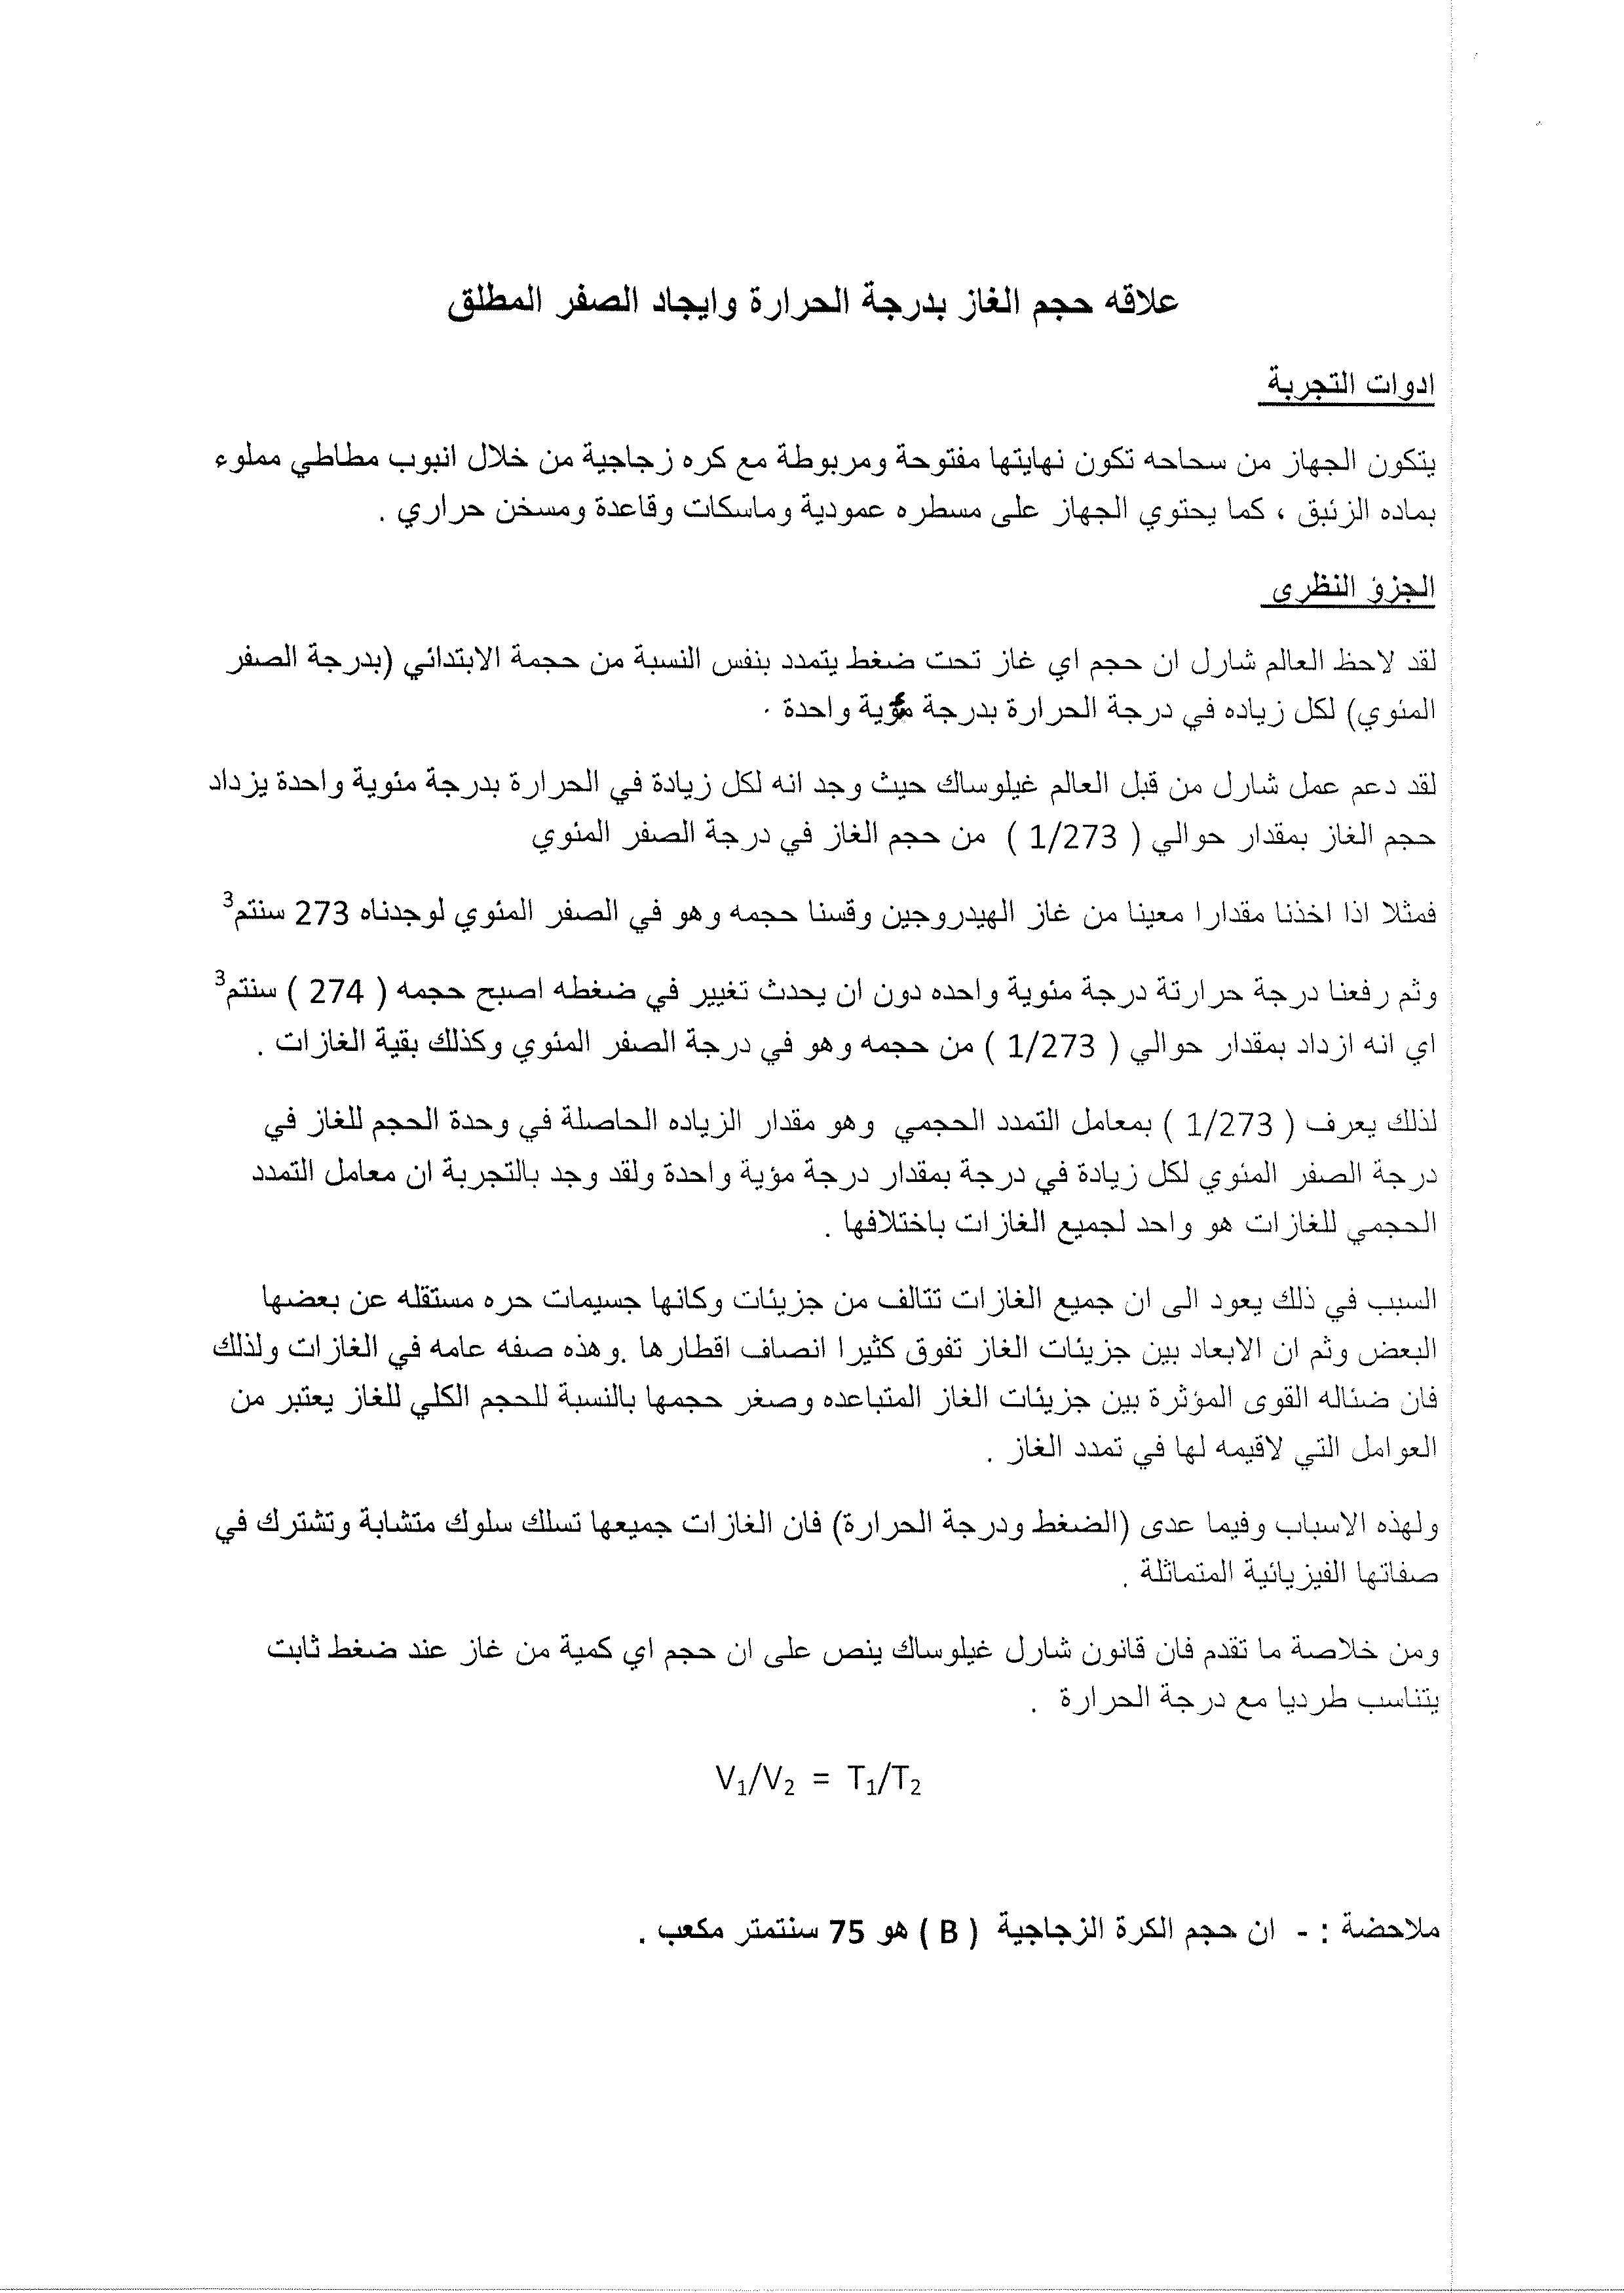 علاقه حجم الغاز بدرجة الحرارة وايجاد الصفر المطلق
ادوات التجربة
يتكون الجهاز من سحاحه تكون نهايتها مفتوحة ومربوطة مع كره زجاجية من خلال انبوب مطاطي مملوء
بماده الزئبق ، كما يحتوي الجهاز على مسطره عمودية وماسكات وقاعدة ومسخن حراري .
الجزؤ النظري
لقد لاحظ العالم شارل ان حجم اي غاز تحت ضغط يتمدد بنفس النسبة من حجمة الابتدائي (بدرجة الصفر
المئوي) لكل زياده في درجة الحرارة بدرجة مؤية واحدة .
لقد دعم عمل شارل من قبل العالم غيلوساك حيث وجد انه لكل زيادة في الحرارة بدرجة مئوية واحدة يزداد
حجم الغاز بمقدار حوالي ( 1/273 ) من حجم الغاز في درجة الصفر المئوي
فمثلا اذا اخذنا مقدارا معينا من غاز الهيدروجين وقسنا حجمه وهو في الصفر المئوي لوجدناه 273 سنتم³
وثم رفعنا درجة حرارتة درجة مئوية واحده دون ان يحدث تغيير في ضغطه اصبح حجمه ( 274 ) سنتم³
اي انه ازداد بمقدار حوالي ( 1/273 ) من حجمه وهو في درجة الصفر المئوي وكذلك بقية الغازات .
لذلك يعرف ( 1/273 ) بمعامل التمدد الحجمي وهو مقدار الزياده الحاصلة في وحدة الحجم للغاز في
درجة الصفر المئوي لكل زيادة في درجة بمقدار درجة مؤية واحدة ولقد وجد بالتجربة ان معامل التمدد
الحجمي للغازات هو واحد لجميع الغازات باختلافها .
السبب في ذلك يعود الى ان جميع الغازات تتالف من جزيئات وكانها جسيمات حره مستقله عن بعضها
البعض وثم ان الابعاد بين جزيئات الغاز تفوق كثيرا انصاف اقطارها .وهذه صفه عامه في الغازات ولذلك
فان ضئاله القوى المؤثرة بين جزيئات الغاز المتباعده وصغر حجمها بالنسبة للحجم الكلي للغاز يعتبر من
العوامل التي لاقيمه لها في تمدد الغاز .
ولهذه الاسباب وفيما عدى (الضغط ودرجة الحرارة) فان الغازات جميعها تسلك سلوك متشابة وتشترك في
صفاتها الفيزيائية المتماثلة .
ومن خلاصة ما تقدم فان قانون شارل غيلوساك ينص على ان حجم اي كمية من غاز عند ضغط ثابت
يتناسب طرديا مع درجة الحرارة .
V₁/V₂ = T₁/T₂
ملاحضة : - ان حجم الكرة الزجاجية ( B ) هو 75 سنتمتر مكعب .